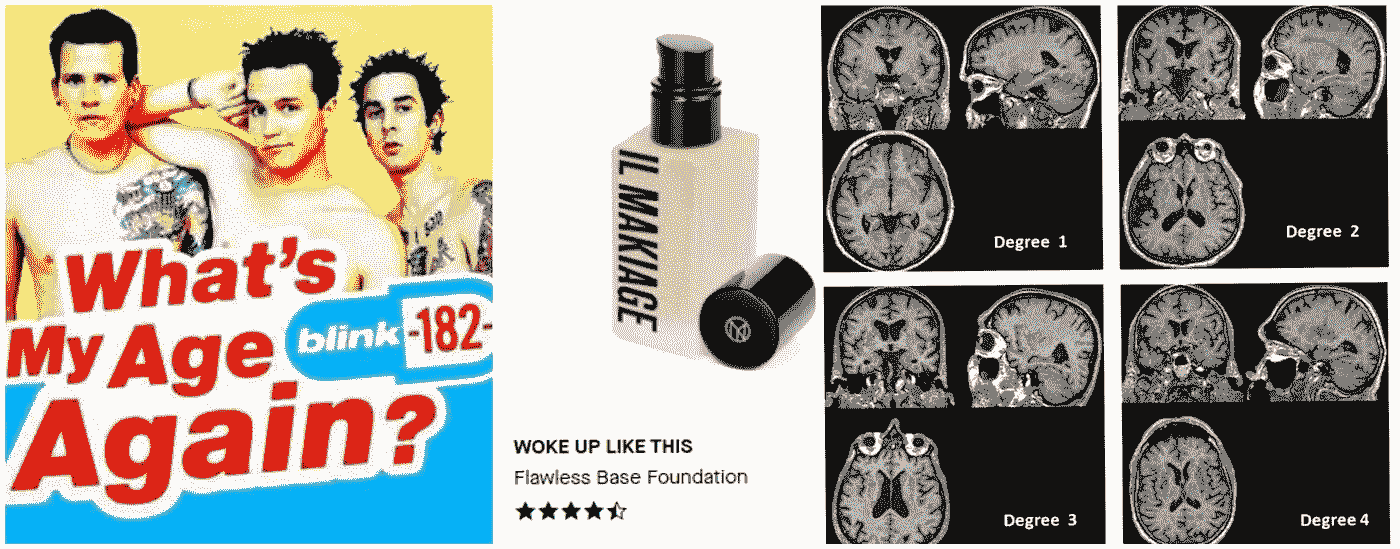 What's
My Age
Again?
blink-182-
IL MAKIAGE
WOKE UP LIKE THIS
Flawless Base Foundation
Degree 1
Degree 2
Degree 3
Degree 4